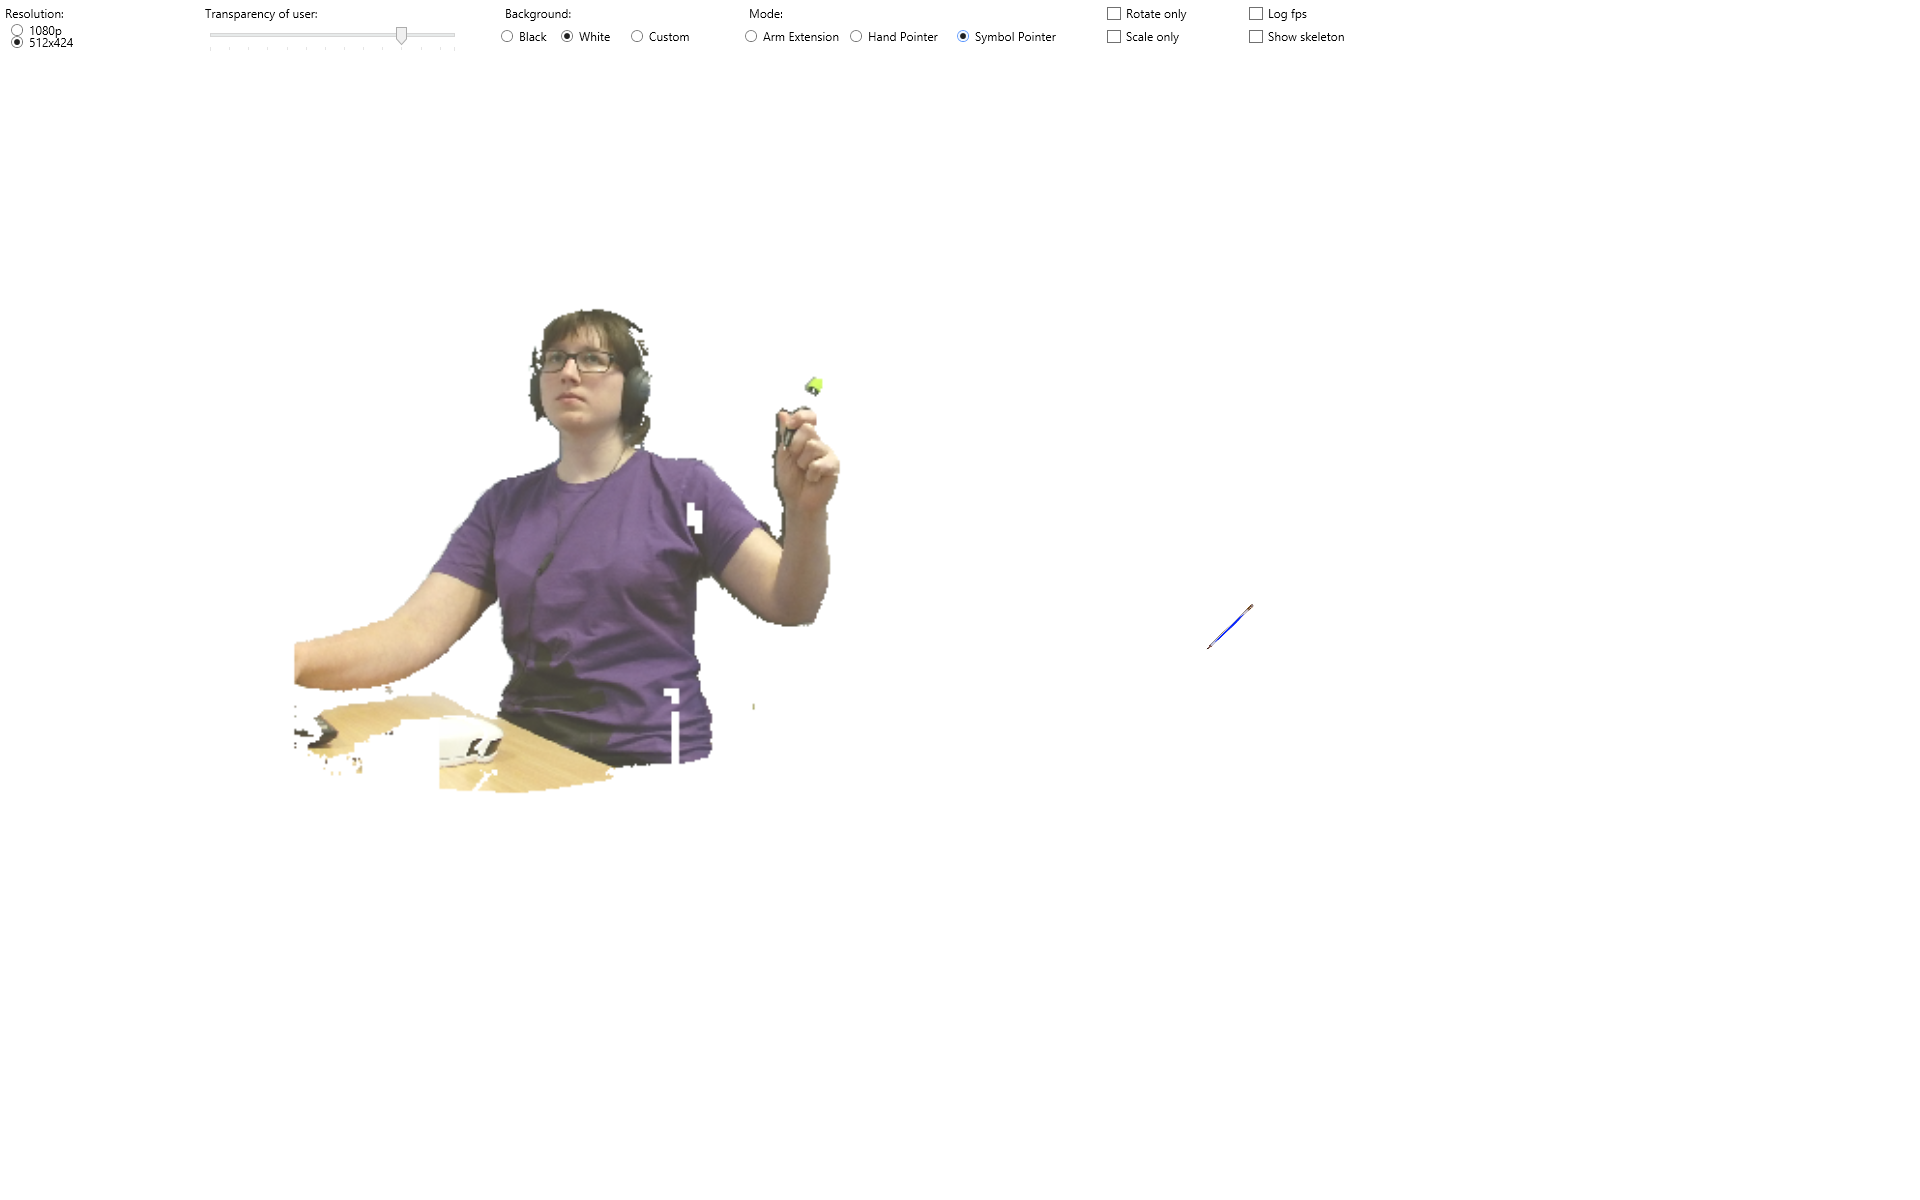 Resolution:
1080p
512x424
Transparency of user:
Background:
Black White Custom
Mode:
Arm Extension Hand Pointer Symbol Pointer
Rotate only
Scale only
Log fps
Show skeleton